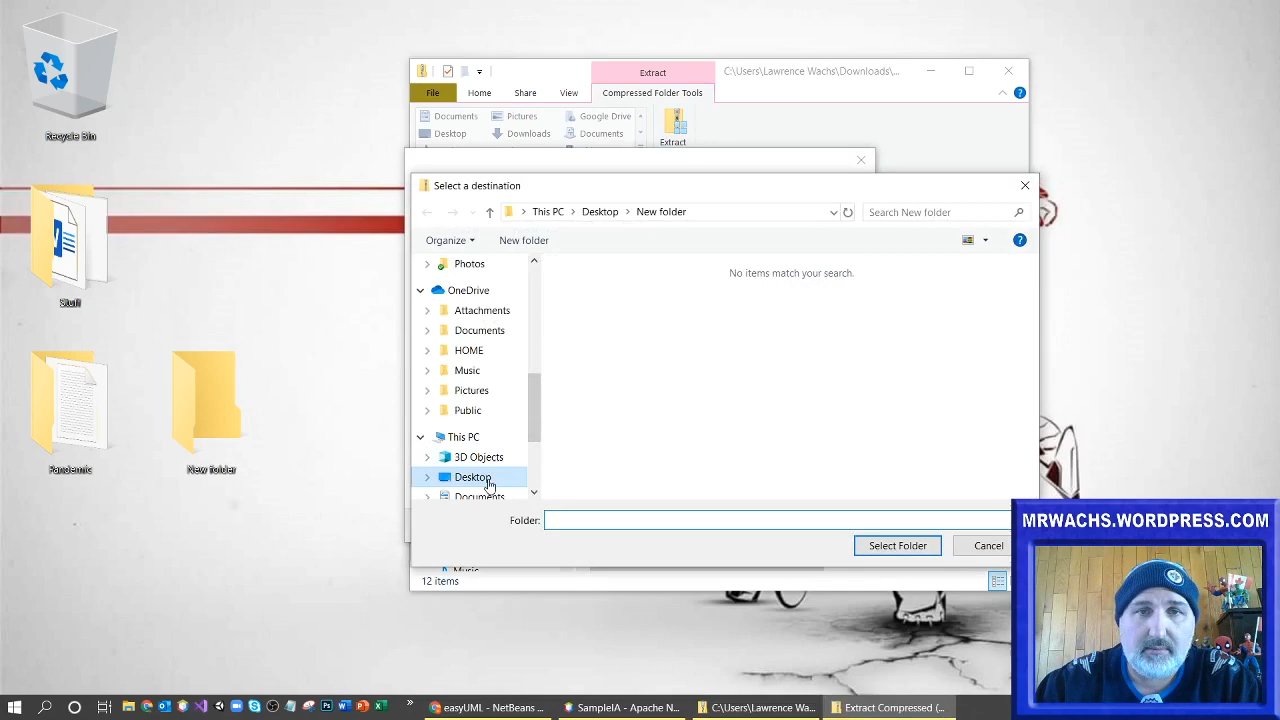 Recycle Bin
Stuff
Pandemic
New Folder
Extract
C:\Users\Lawrence Wachs\Downloads\...
File
Home
Share
View
Compressed Folder Tools
Documents
Pictures
Google Drive
Desktop
Downloads
Documents
Extract
Select a destination
This PC
Desktop
New folder
Search New folder
Organize
New folder
No items match your search.
Photos
OneDrive
Attachments
Documents
HOME
Music
Pictures
Public
This PC
3D Objects
Desktop
Documents
Folder:
Select Folder
Cancel
Music
12 items
MRWACHS.WORDPRESS.COM
easyUML - NetBeans ...
SampleIA - Apache N...
C:\Users\Lawrence Wa...
Extract Compressed (...